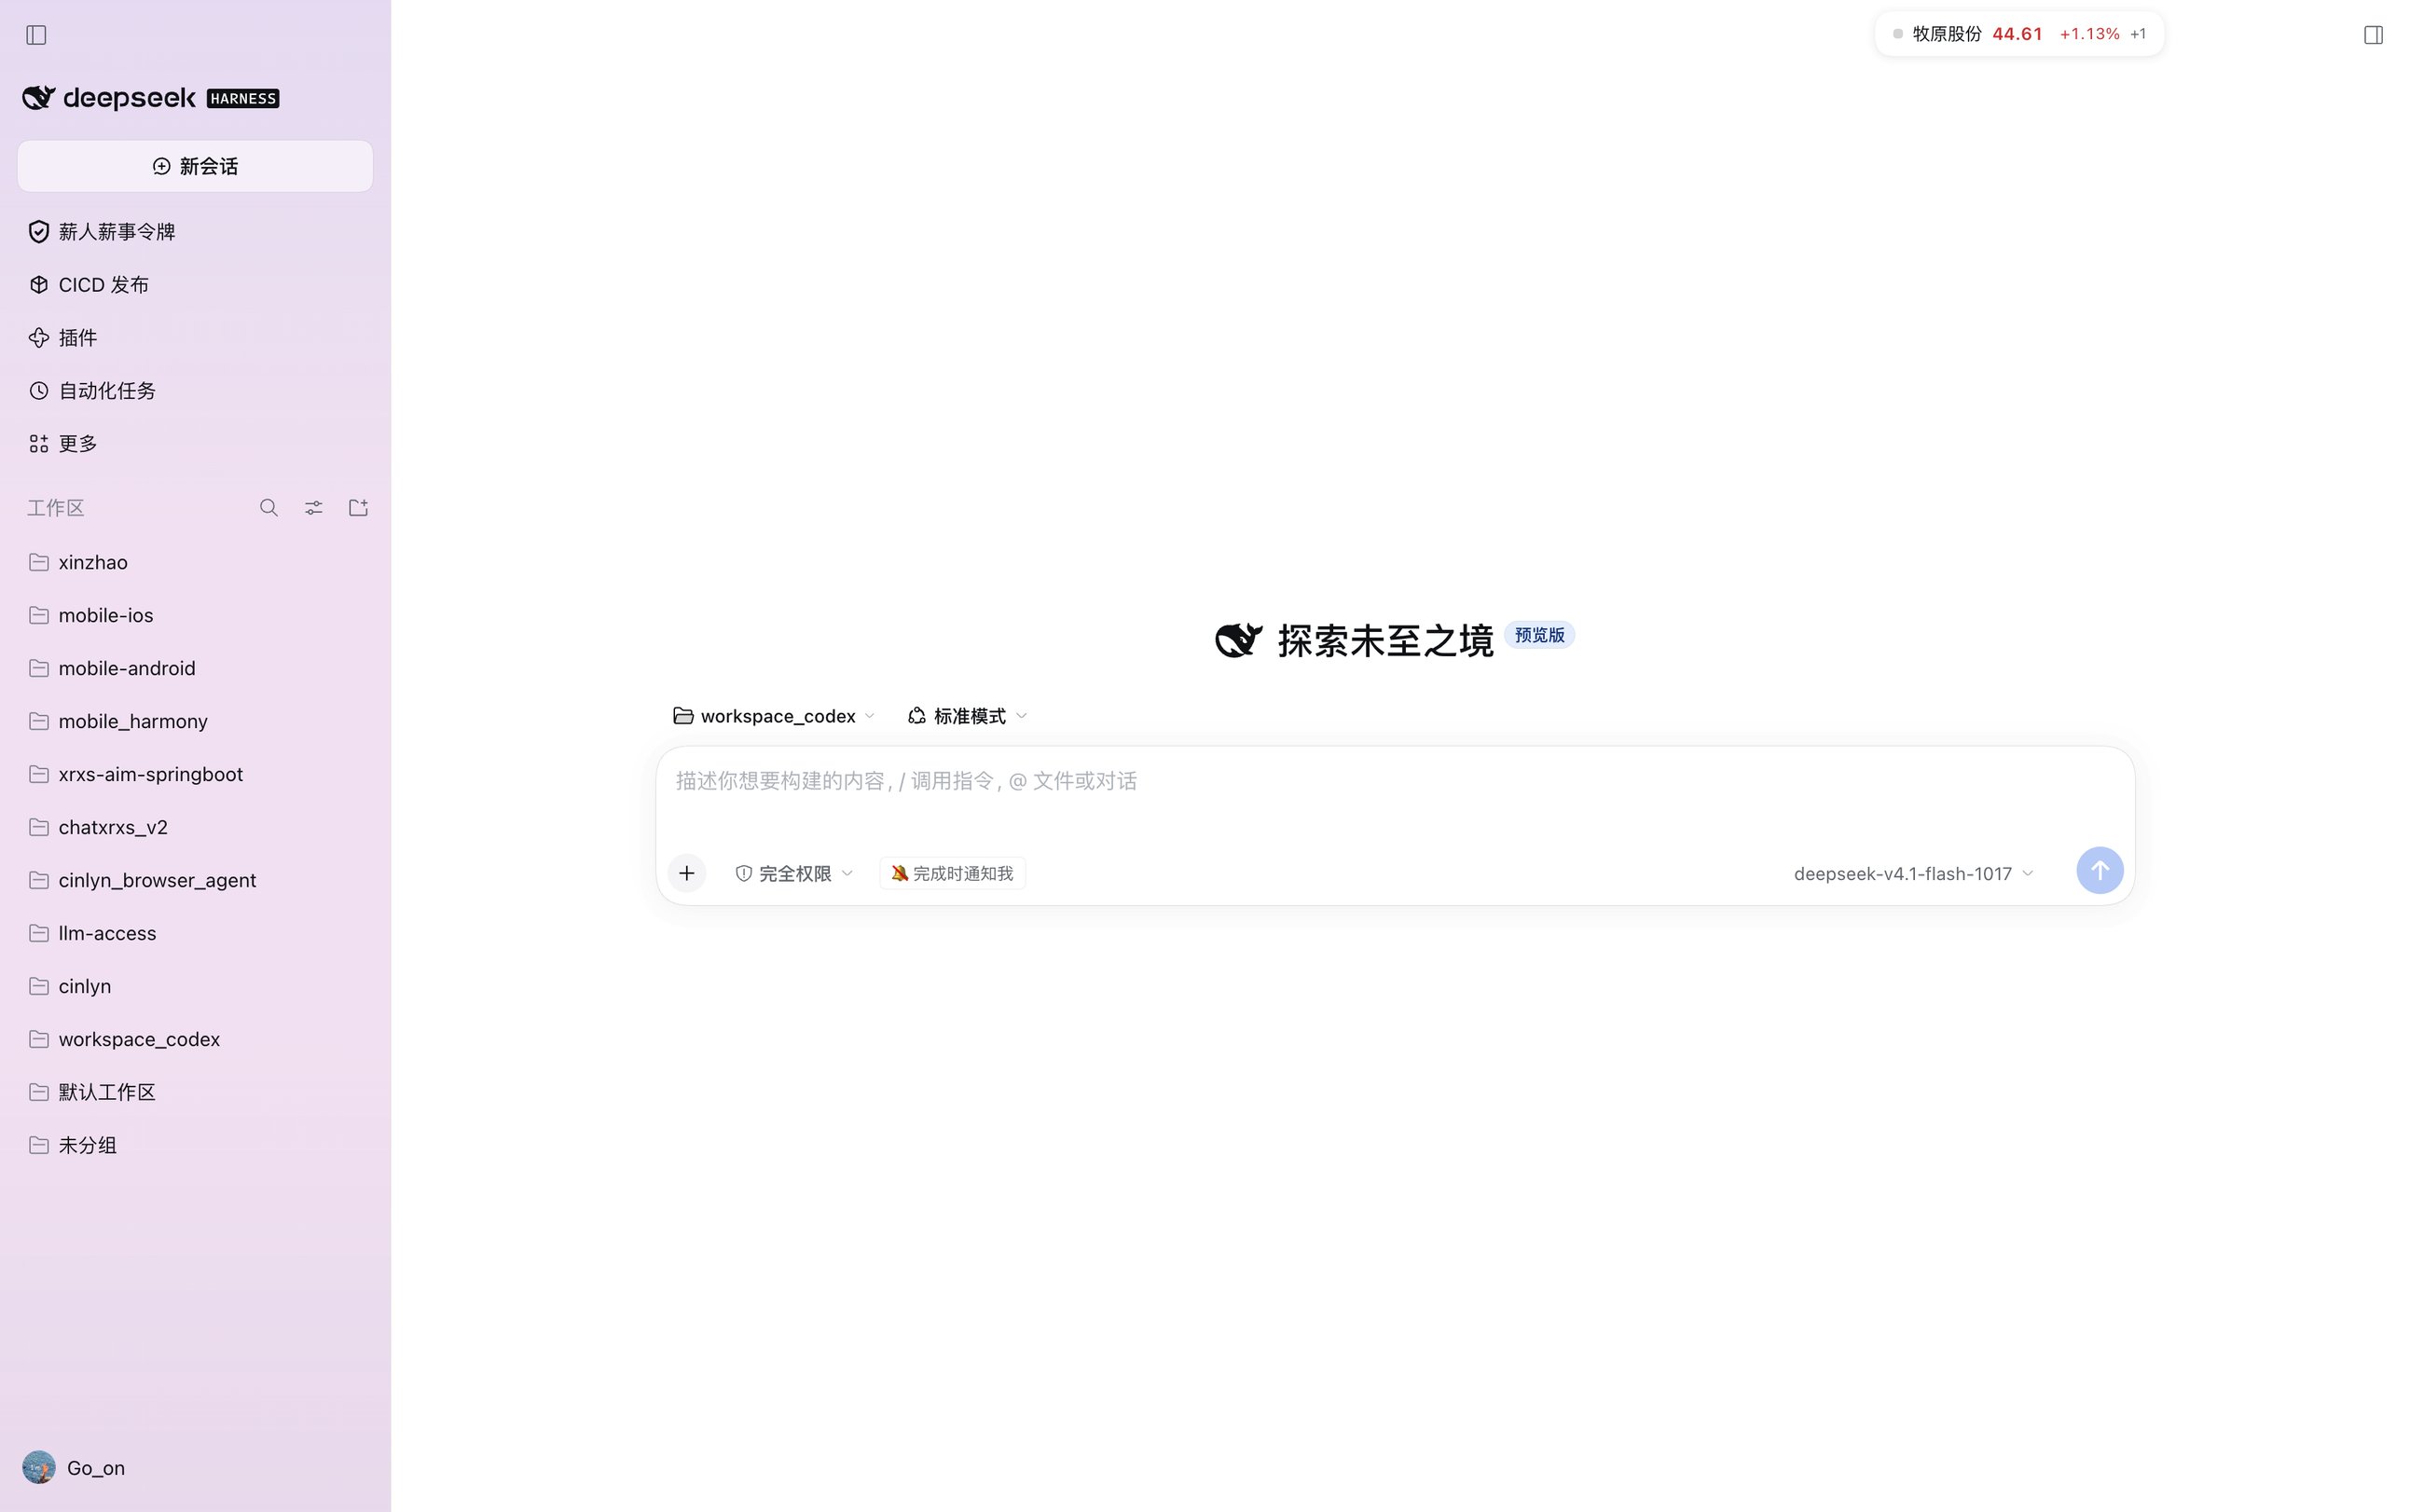 牧原股份 44.61 +1.13% +1
deepseek HARNESS
新会话
薪人薪事令牌
CICD 发布
插件
自动化任务
更多
工作区
xinzhao
mobile-ios
mobile-android
mobile_harmony
xrxs-aim-springboot
chatxrxs_v2
cinlyn_browser_agent
llm-access
cinlyn
workspace_codex
默认工作区
未分组
Go_on
探索未至之境 预览版
workspace_codex 标准模式
描述你想要构建的内容, / 调用指令, @ 文件或对话
完全权限 完成时通知我 deepseek-v4.1-flash-1017